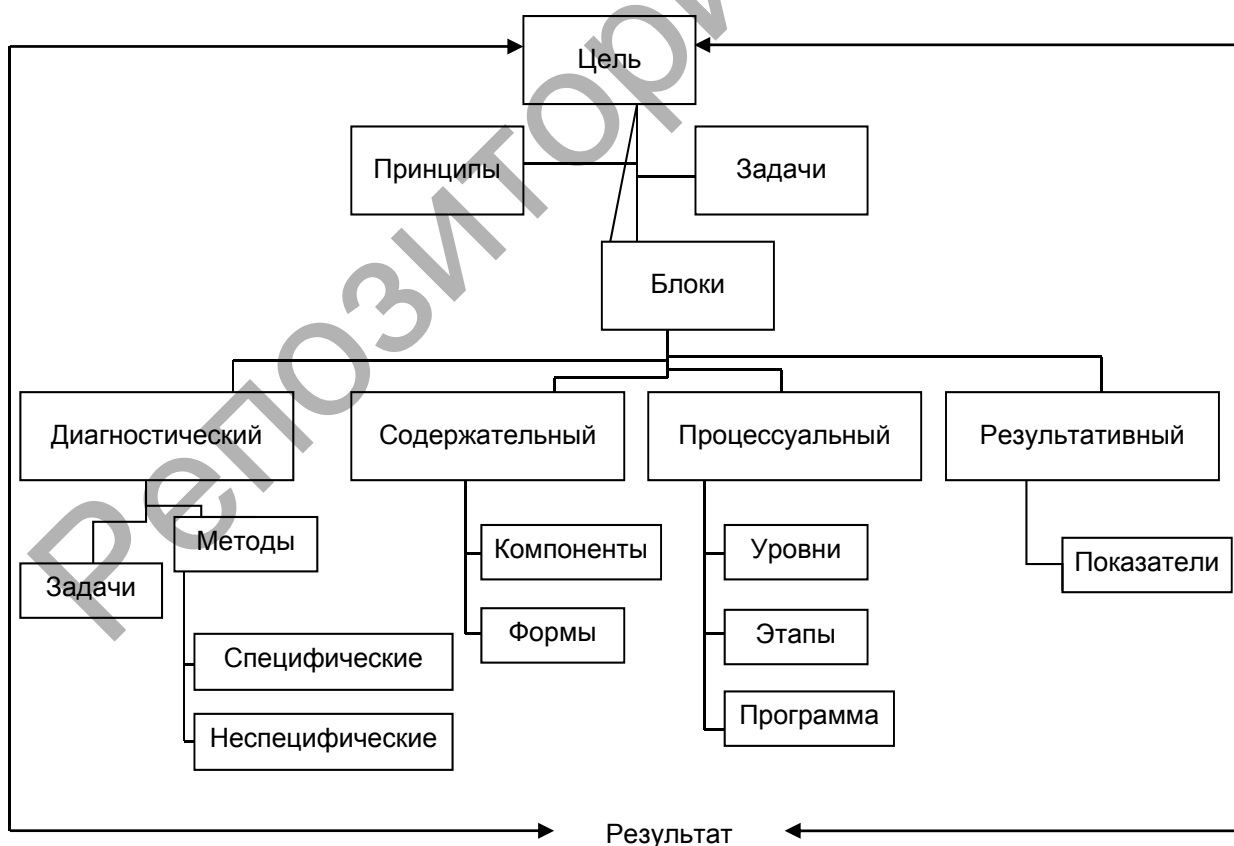 Цель
Принципы
Задачи
Блоки
Диагностический
Содержательный
Процессуальный
Результативный
Методы
Задачи
Компоненты
Уровни
Показатели
Формы
Этапы
Специфические
Программа
Неспецифические
Результат
Репозитори